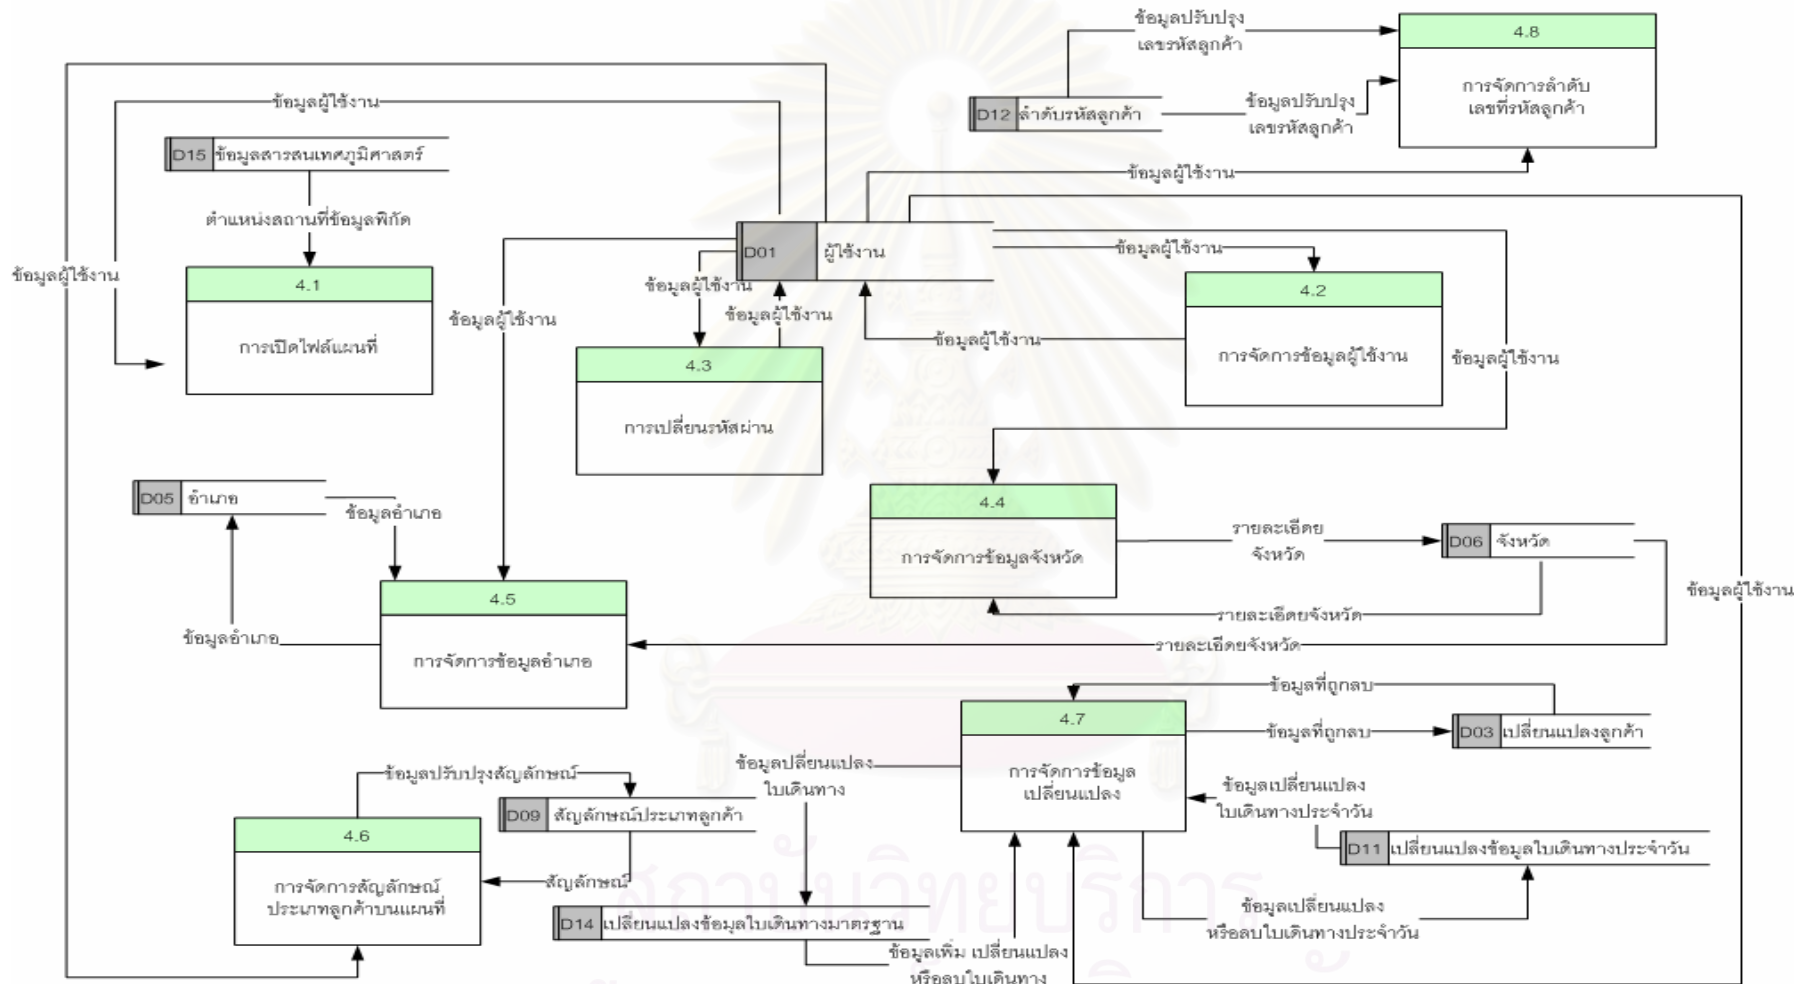 ข้อมูลปรับปรุง
เลขรหัสลูกค้า
4.8
การจัดการลำดับ
เลขที่รหัสลูกค้า
D12 ลำดับรหัสลูกค้า
ข้อมูลปรับปรุง
เลขรหัสลูกค้า
ข้อมูลผู้ใช้งาน
D15 ข้อมูลสารสนเทศภูมิศาสตร์
ข้อมูลผู้ใช้งาน
ตำแหน่งสถานที่ข้อมูลพิกัด
ข้อมูลผู้ใช้งาน
4.1
การเปิดไฟล์แผนที่
D01 ผู้ใช้งาน
ข้อมูลผู้ใช้งาน
ข้อมูลผู้ใช้งาน
ข้อมูลผู้ใช้งาน
ข้อมูลผู้ใช้งาน
ข้อมูลผู้ใช้งาน
4.2
การจัดการข้อมูลผู้ใช้งาน
ข้อมูลผู้ใช้งาน
4.3
การเปลี่ยนรหัสผ่าน
D05 อำเภอ
ข้อมูลอำเภอ
4.4
การจัดการข้อมูลจังหวัด
รายละเอียด
จังหวัด
D06 จังหวัด
ข้อมูลผู้ใช้งาน
รายละเอียดจังหวัด
รายละเอียดจังหวัด
4.5
การจัดการข้อมูลอำเภอ
ข้อมูลอำเภอ
ข้อมูลที่ถูกลบ
4.7
การจัดการข้อมูล
เปลี่ยนแปลง
ข้อมูลที่ถูกลบ
D03 เปลี่ยนแปลงลูกค้า
ข้อมูลเปลี่ยนแปลง
ใบเดินทาง
ข้อมูลเปลี่ยนแปลง
ใบเดินทางประจำวัน
ข้อมูลปรับปรุงสัญลักษณ์
D09 สัญลักษณ์ประเภทลูกค้า
4.6
การจัดการสัญลักษณ์
ประเภทลูกค้าบนแผนที่
สัญลักษณ์
D11 เปลี่ยนแปลงข้อมูลใบเดินทางประจำวัน
ข้อมูลเปลี่ยนแปลง
หรือลบใบเดินทางประจำวัน
D14 เปลี่ยนแปลงข้อมูลใบเดินทางมาตรฐาน
ข้อมูลเพิ่ม เปลี่ยนแปลง
หรือลบใบเดินทาง
สถาบันวิทยบริการ